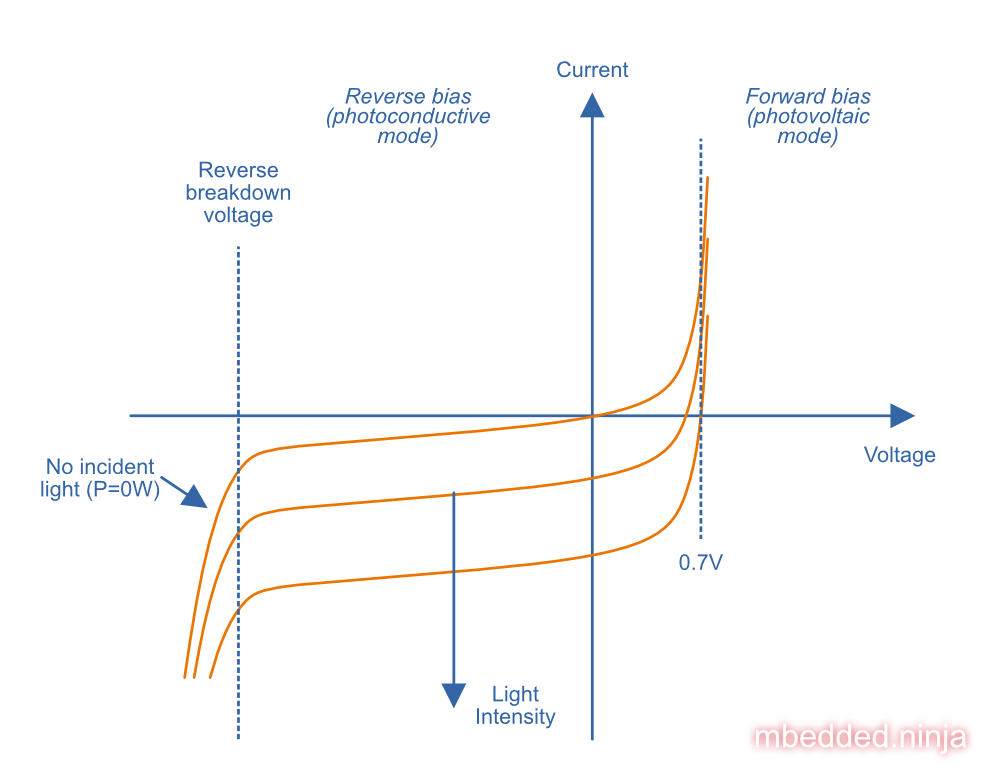 Current
Reverse bias
(photoconductive
mode)
Forward bias
(photovoltaic
mode)
Reverse
breakdown
voltage
Voltage
No incident
light (P=0W)
0.7V
Light
Intensity
mbedded.ninja